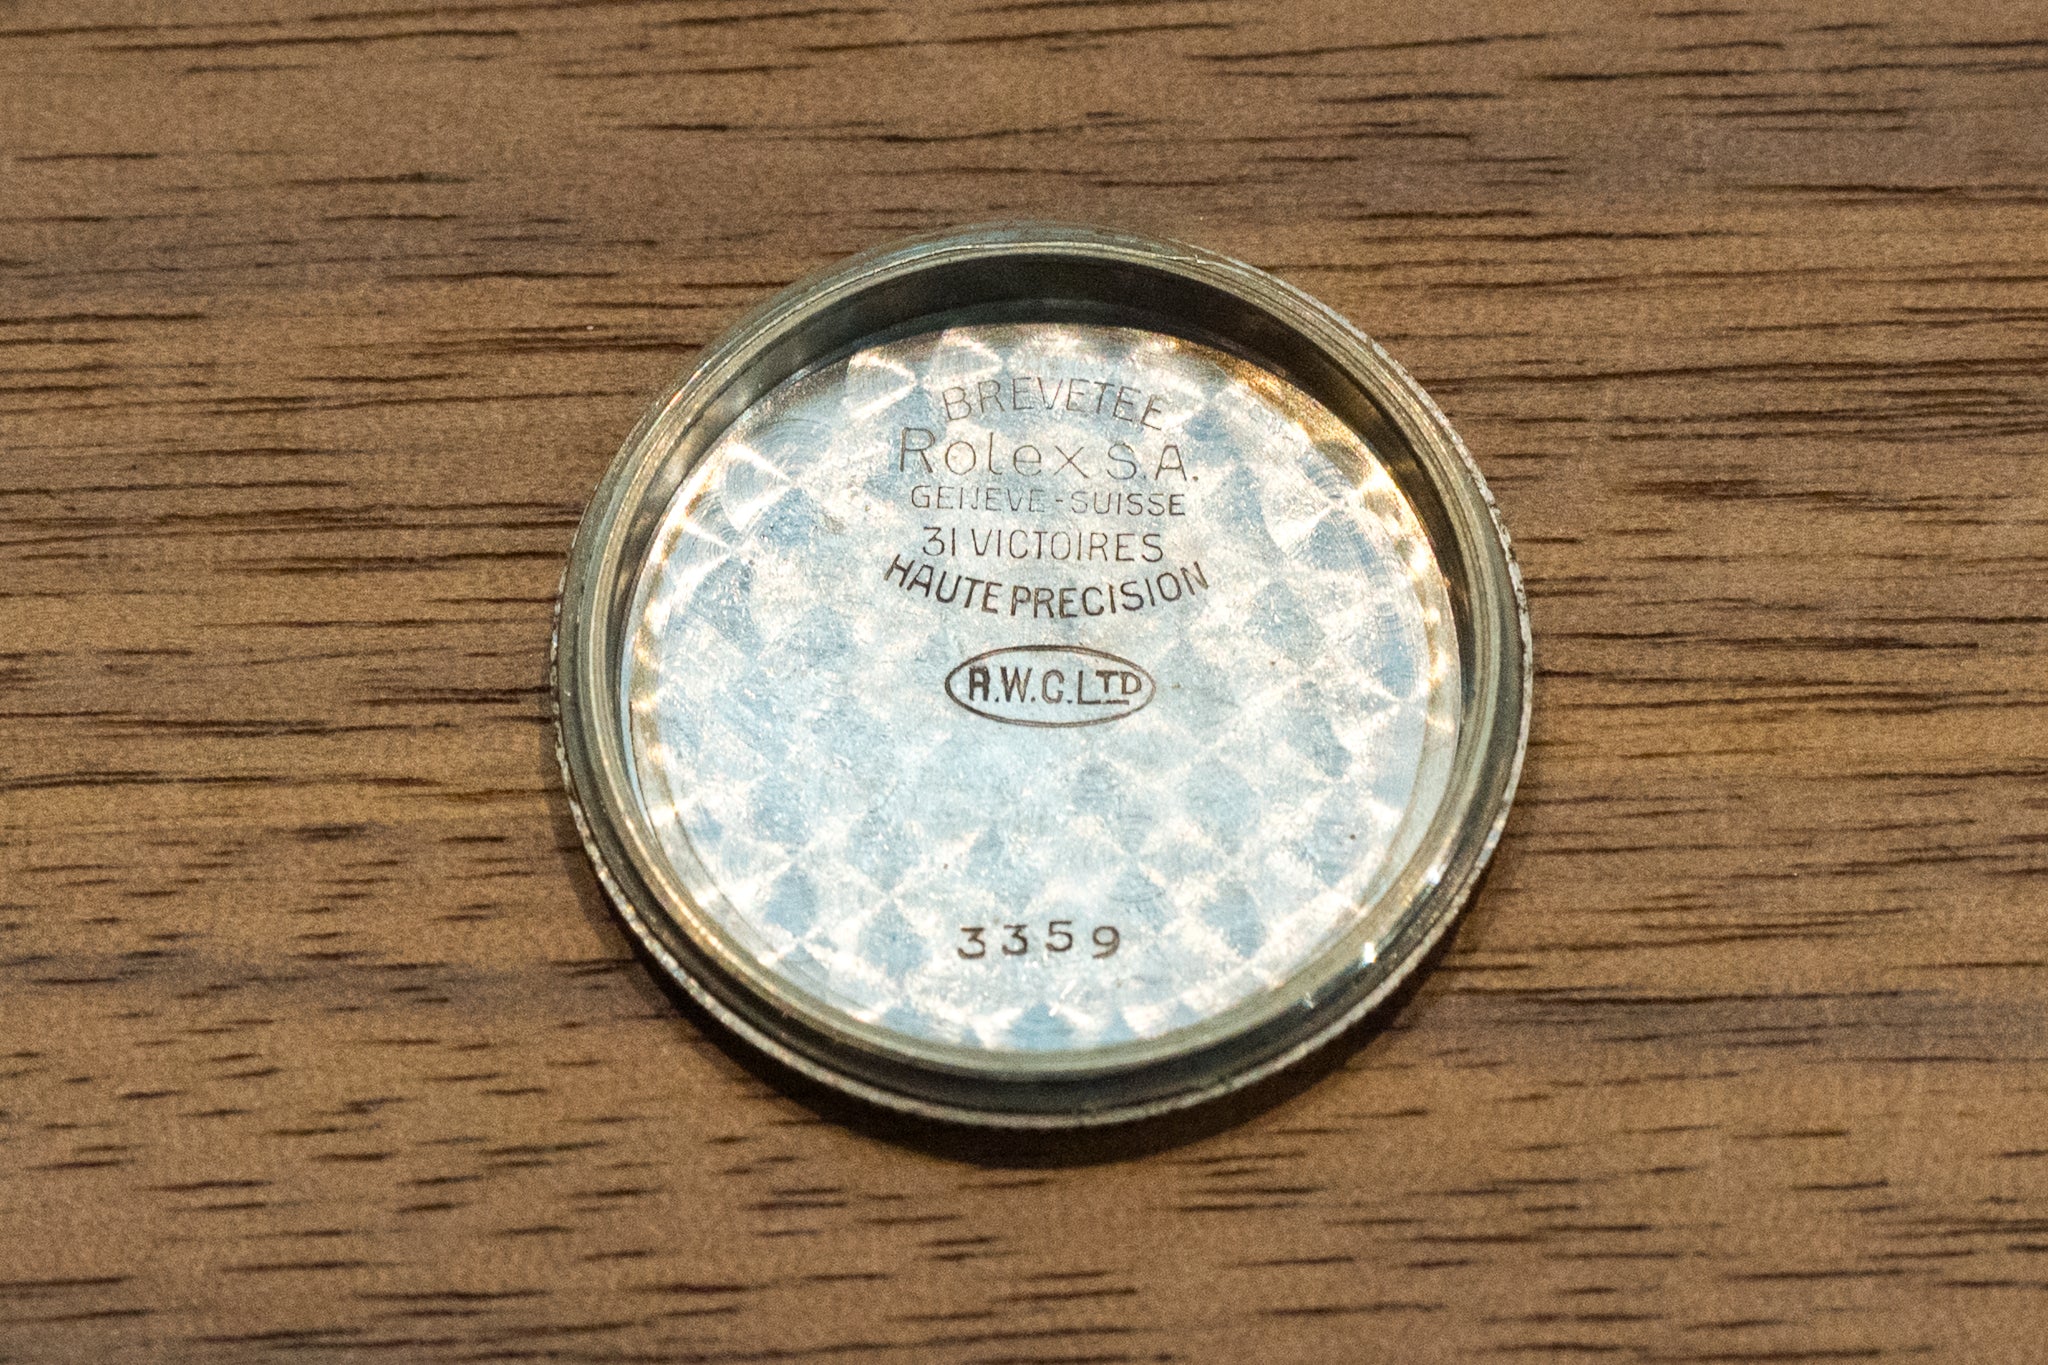 BREVETEE
Rolex S.A.
GENEVE-SUISSE
31 VICTOIRES
HAUTE PRECISION
R.W.C.LTD
3359